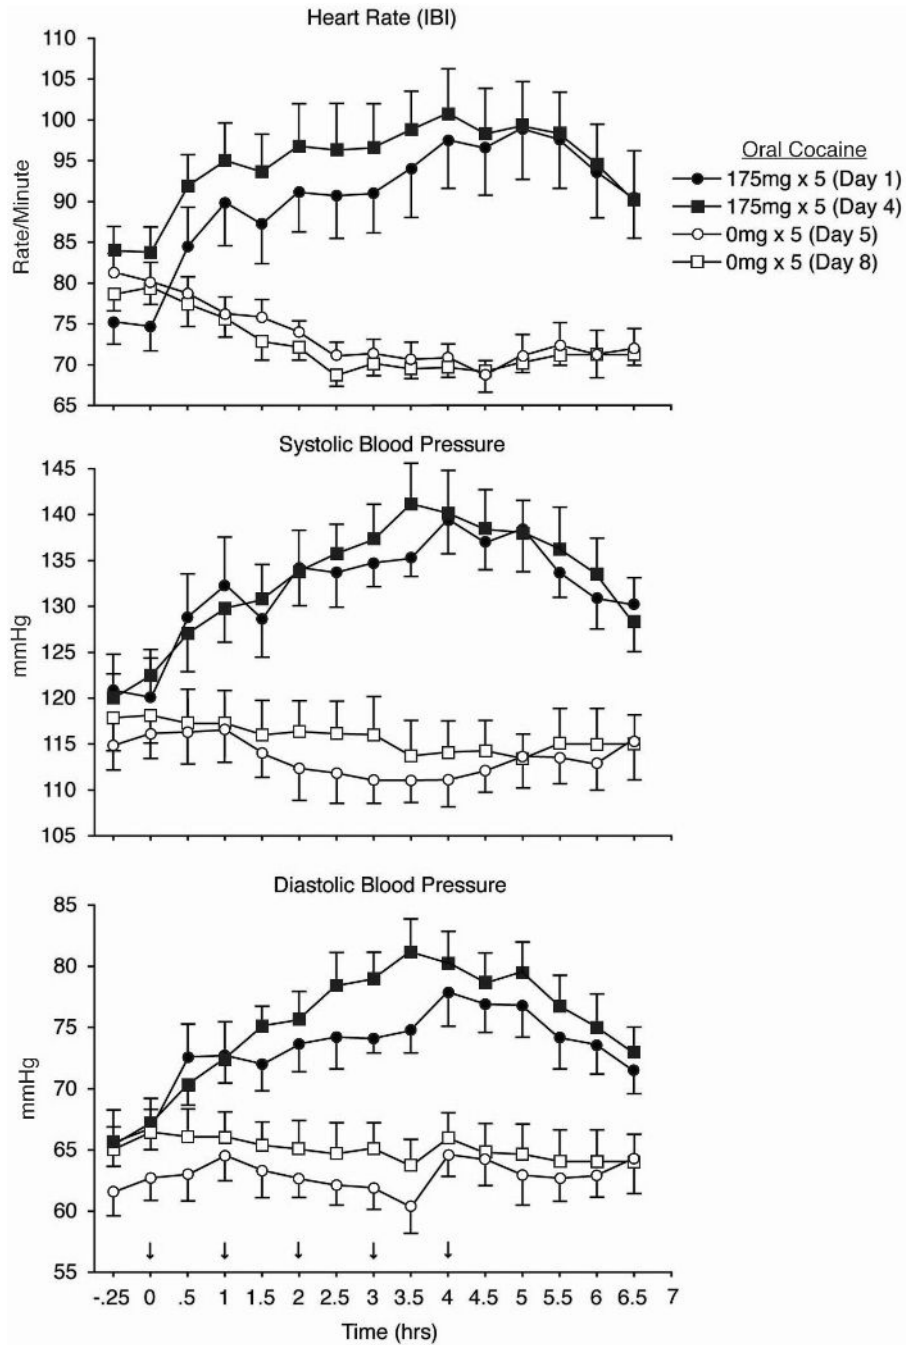 Heart Rate (IBI)
110
105
100
95
90
85
80
75
70
65
Rate/Minute
Oral Cocaine
175mg x 5 (Day 1)
175mg x 5 (Day 4)
0mg x 5 (Day 5)
0mg x 5 (Day 8)
Systolic Blood Pressure
145
140
135
130
125
120
115
110
105
mmHg
Diastolic Blood Pressure
85
80
75
70
65
60
55
mmHg
-.25 0 .5 1 1.5 2 2.5 3 3.5 4 4.5 5 5.5 6 6.5 7
Time (hrs)